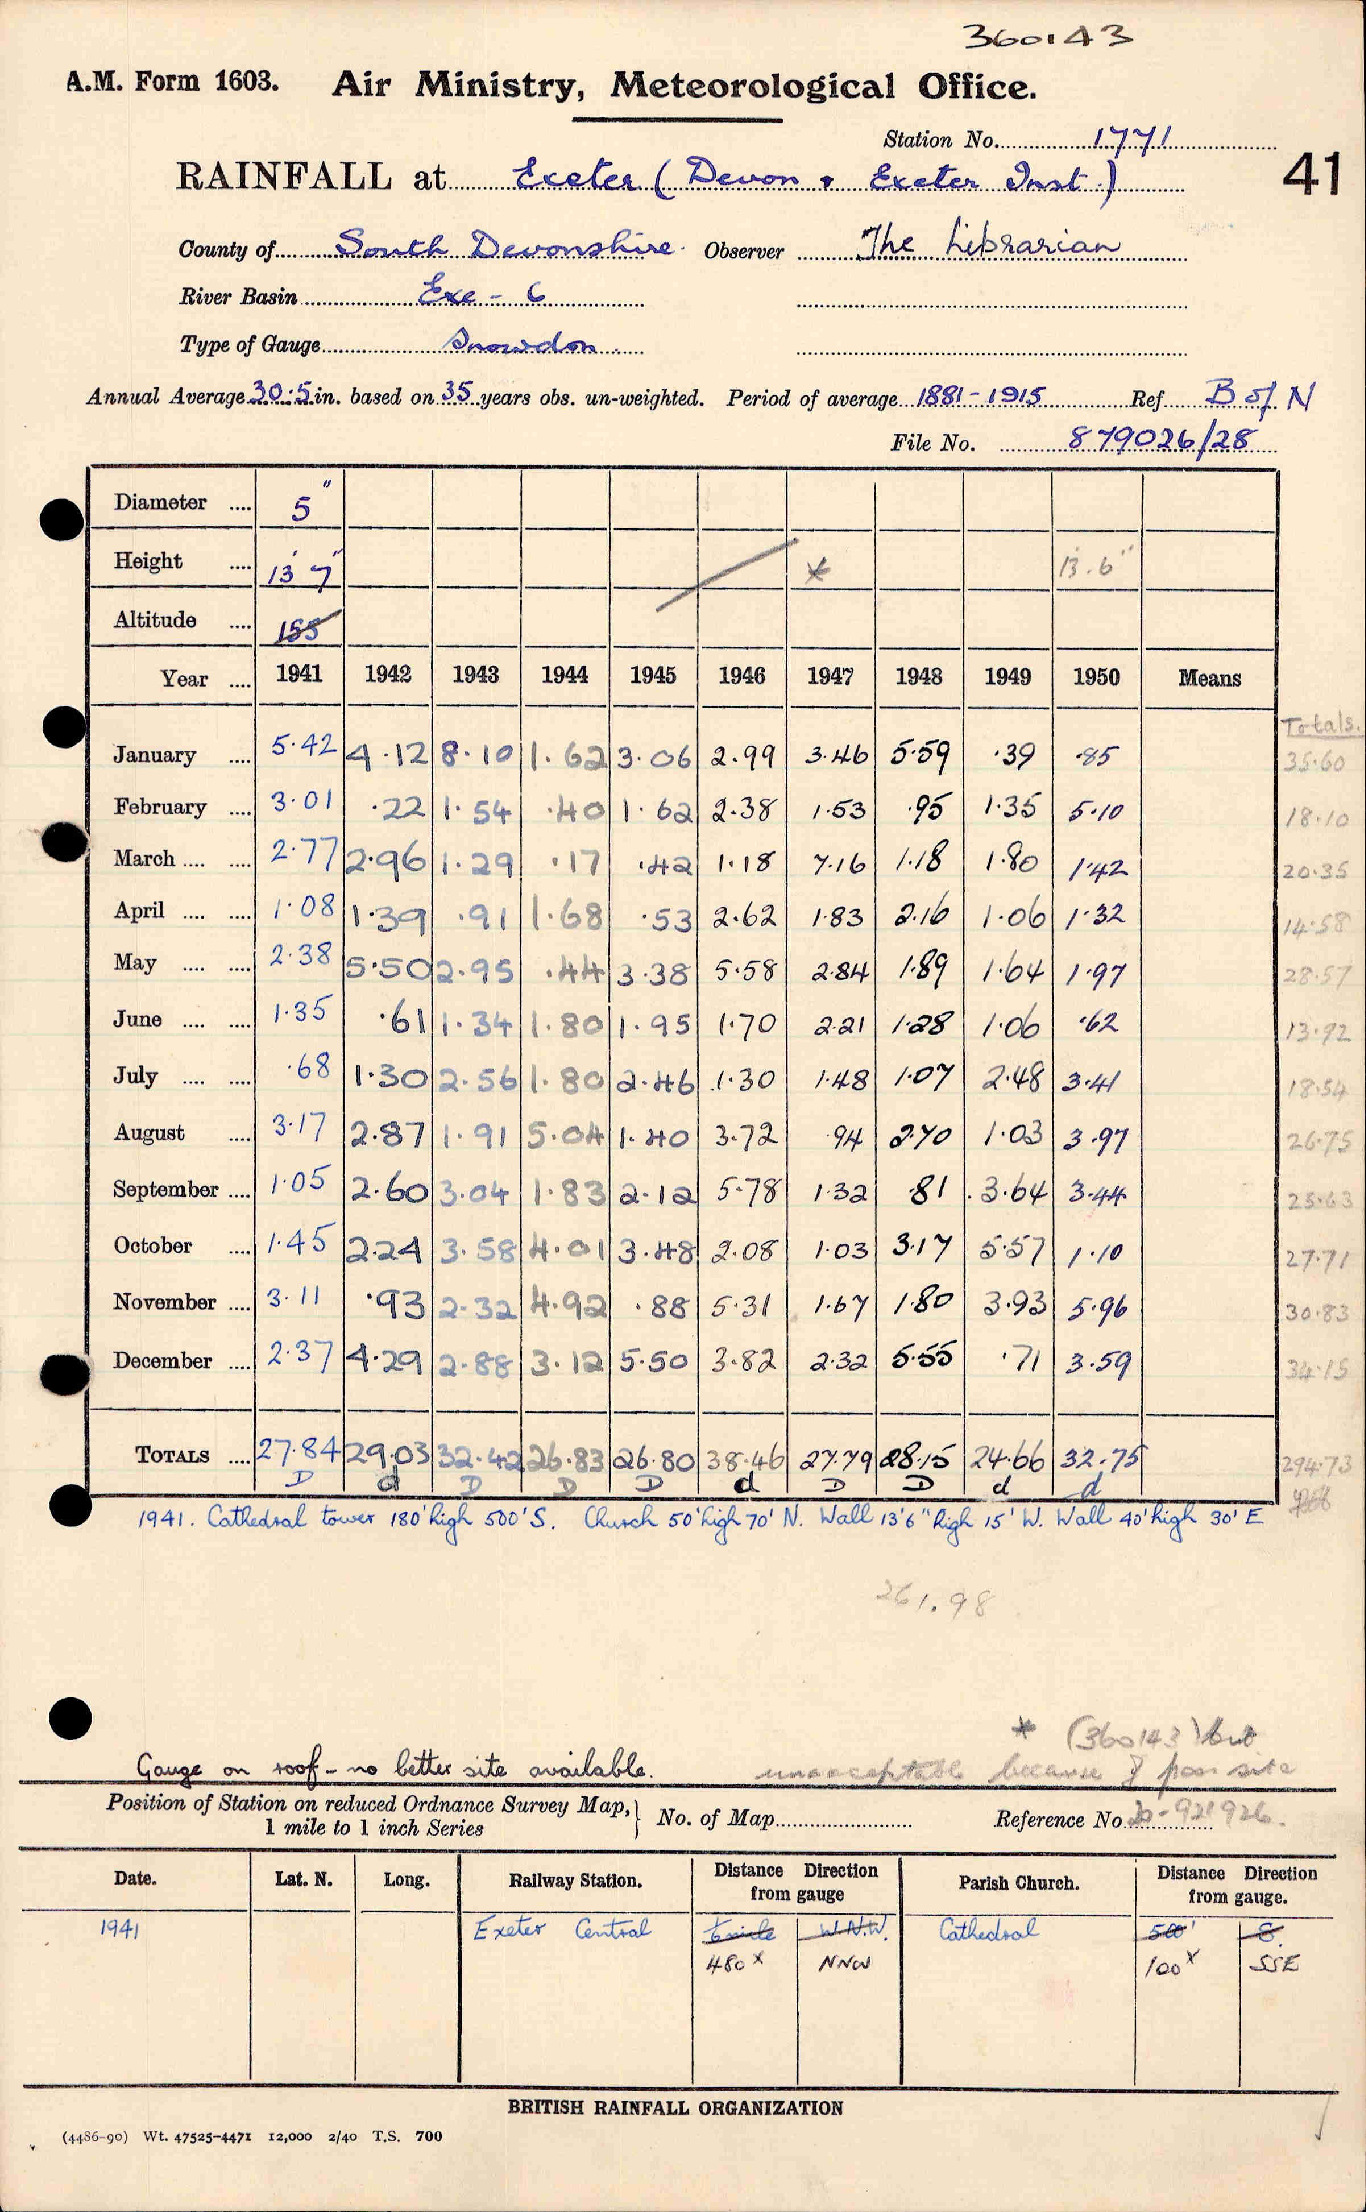 360143
A.M. Form 1603. Air Ministry, Meteorological Office.
Station No. 1771
41
RAINFALL at Exeter (Devon & Exeter Inst.)
County of South Devonshire. Observer The Librarian
River Basin Exe - 6
Type of Gauge Snowdon.
Annual Average 30.5 in. based on 35 years obs. un-weighted. Period of average 1881-1915 Ref B of N
File No. 879026/28
Diameter .... 5"
Height .... 13' 7" * 13'.6"
Altitude .... 155
Year .... 1941 1942 1943 1944 1945 1946 1947 1948 1949 1950 Means
Totals.
January .... 5.42 4.12 8.10 1.62 3.06 2.99 3.46 5.59 .39 .85 35.60
February .... 3.01 .22 1.54 .40 1.62 2.38 1.53 .95 1.35 5.10 18.10
March .... .... 2.77 2.96 1.29 .17 .42 1.18 7.16 1.18 1.80 1.42 20.35
April .... .... 1.08 1.39 .91 1.68 .53 2.62 1.83 2.16 1.06 1.32 14.58
May .... .... 2.38 5.50 2.95 .44 3.38 5.58 2.84 1.89 1.64 1.97 28.57
June .... .... 1.35 .61 1.34 1.80 1.95 1.70 2.21 1.28 1.06 .62 13.92
July .... .... .68 1.30 2.56 1.80 2.46 1.30 1.48 1.07 2.48 3.41 18.54
August .... 3.17 2.87 1.91 5.04 1.40 3.72 .94 2.70 1.03 3.97 26.75
September .... 1.05 2.60 3.04 1.83 2.12 5.78 1.32 .81 3.64 3.44 25.63
October .... 1.45 2.24 3.58 4.01 3.48 2.08 1.03 3.17 5.57 1.10 27.71
November .... 3.11 .93 2.32 4.92 .88 5.31 1.67 1.80 3.93 5.96 30.83
December .... 2.37 4.29 2.88 3.12 5.50 3.82 2.32 5.55 .71 3.59 34.15
TOTALS .... 27.84 29.03 32.42 26.83 26.80 38.46 27.79 28.15 24.66 32.75 294.73
D d D D D d D D d d
1941. Cathedral tower 180' high 500' S. Church 50' high 70' N. Wall 13'6" high 15' W. Wall 40' high 30' E
261.98
* (360143) but
Gauge on roof - no better site available. unacceptable because of poor site
Position of Station on reduced Ordnance Survey Map, 1 mile to 1 inch Series } No. of Map Reference No 20-921926.
Date. Lat. N. Long. Railway Station. Distance Direction from gauge Parish Church. Distance Direction from gauge.
1941 Exeter Central W.N.W. Cathedral 500' S.
480x NNW 100x SSE
BRITISH RAINFALL ORGANIZATION
(4486-90) Wt. 47525-4471 12,000 2/40 T.S. 700